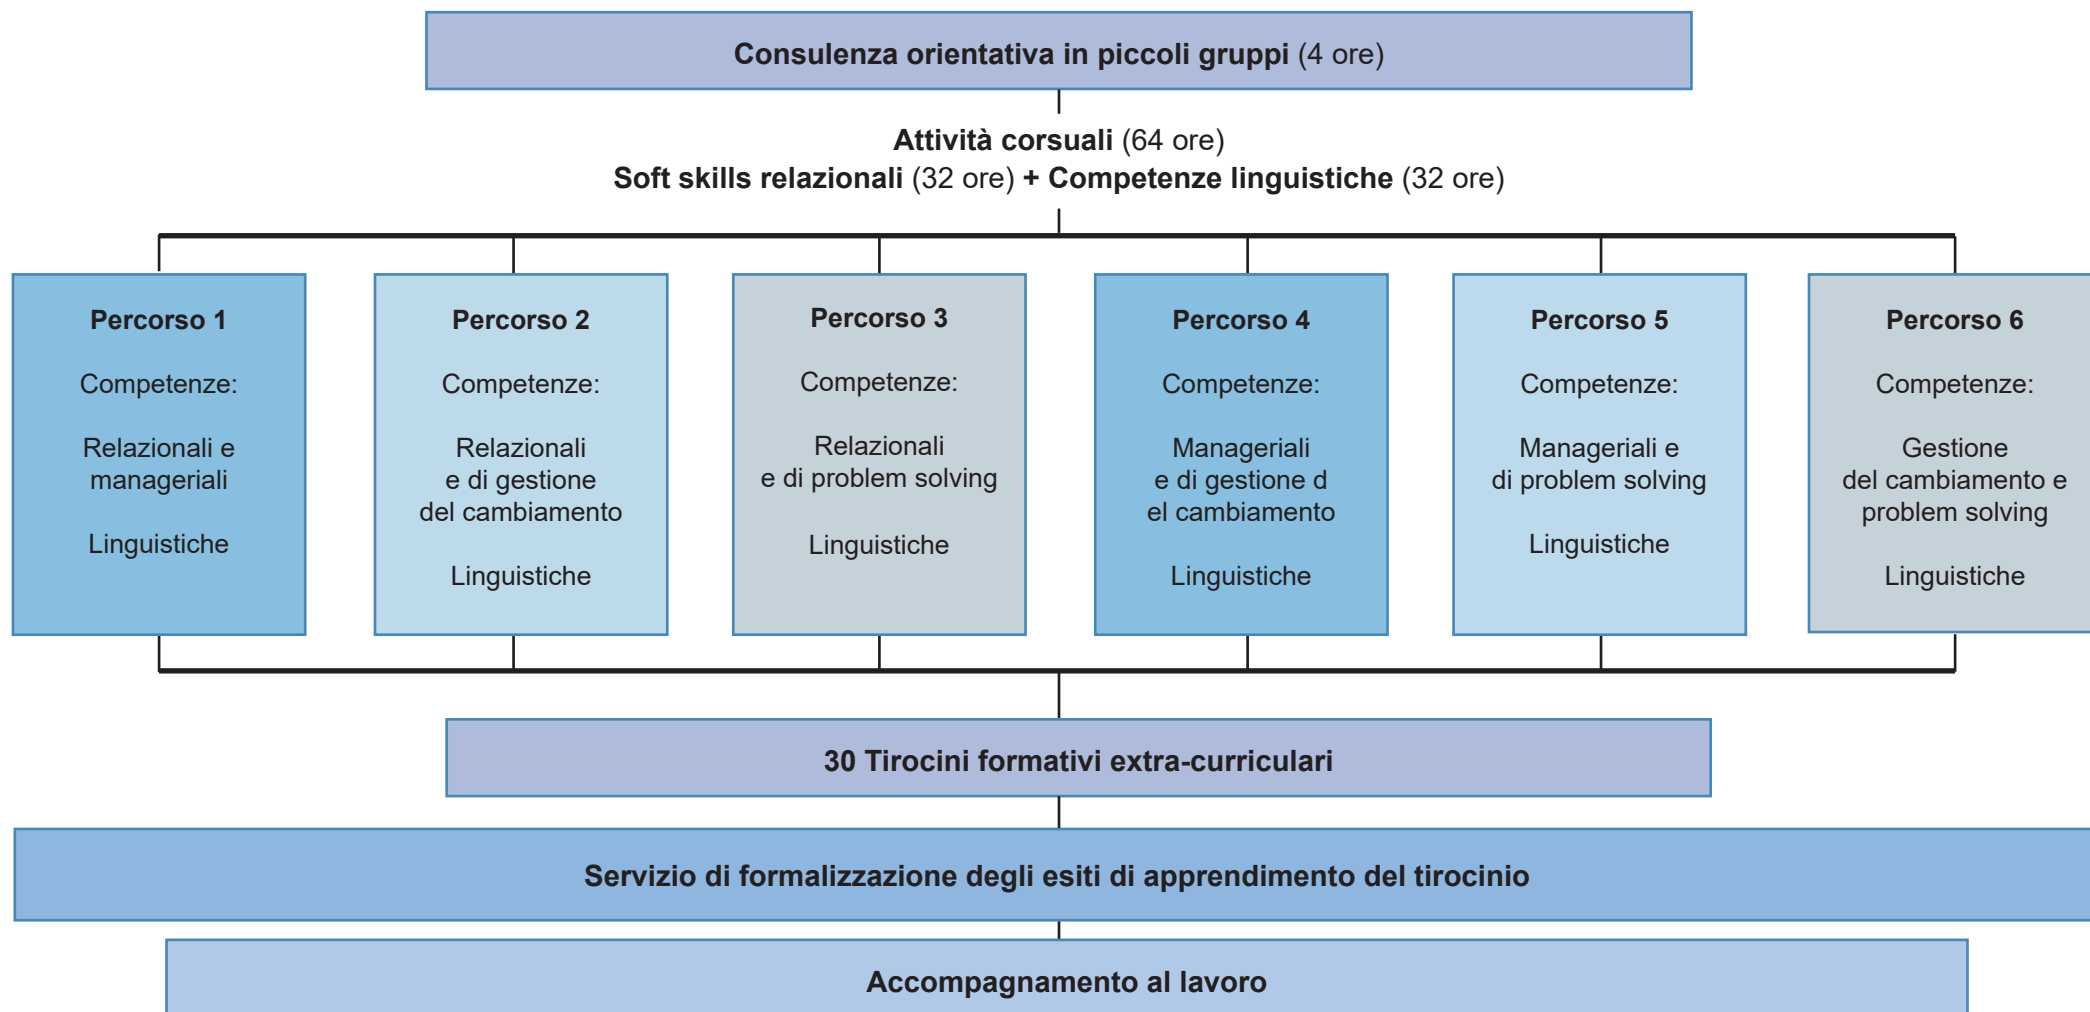 Consulenza orientativa in piccoli gruppi (4 ore)
Attività corsuali (64 ore)
Soft skills relazionali (32 ore) + Competenze linguistiche (32 ore)
Percorso 1
Competenze:
Relazionali e
manageriali
Linguistiche
Percorso 2
Competenze:
Relazionali
e di gestione
del cambiamento
Linguistiche
Percorso 3
Competenze:
Relazionali
e di problem solving
Linguistiche
Percorso 4
Competenze:
Manageriali
e di gestione d
el cambiamento
Linguistiche
Percorso 5
Competenze:
Manageriali e
di problem solving
Linguistiche
Percorso 6
Competenze:
Gestione
del cambiamento e
problem solving
Linguistiche
30 Tirocini formativi extra-curriculari
Servizio di formalizzazione degli esiti di apprendimento del tirocinio
Accompagnamento al lavoro